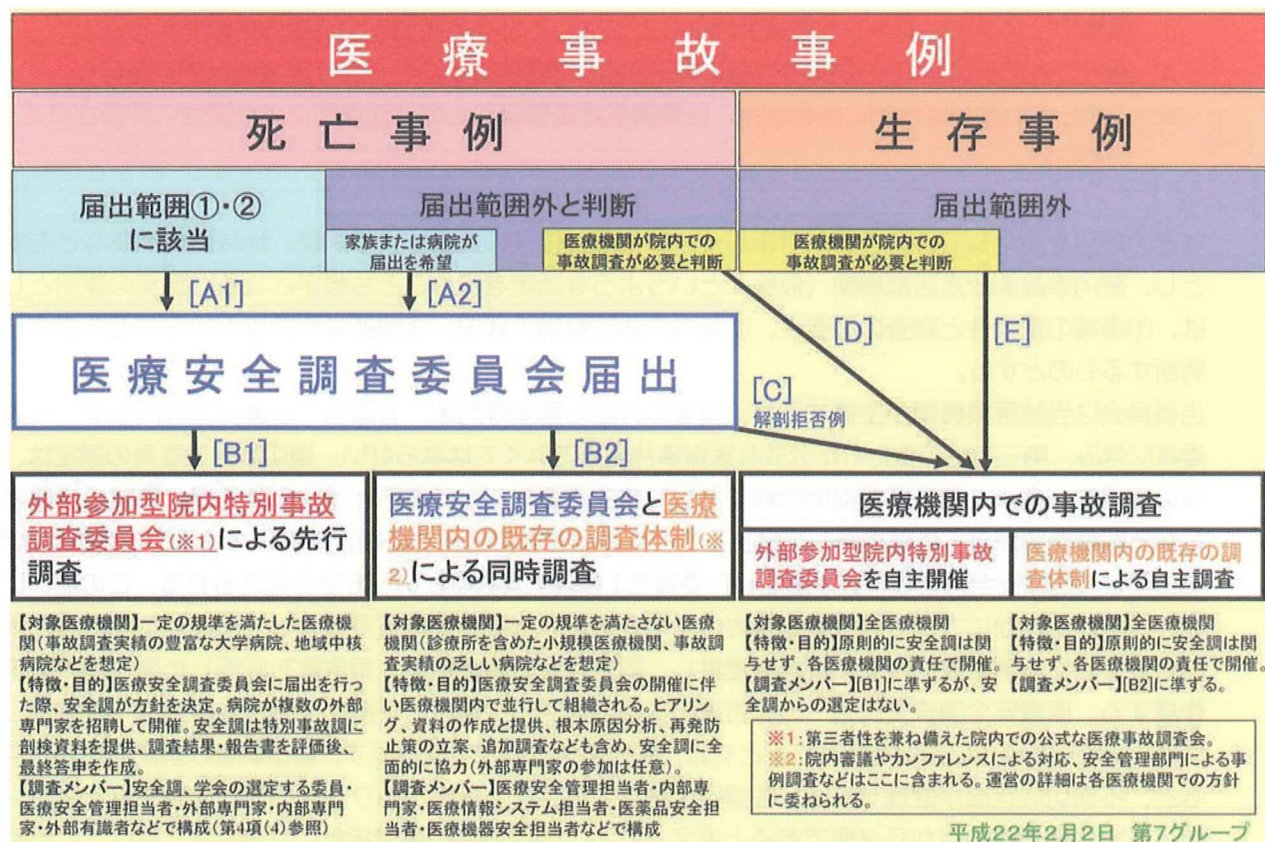 医療事故事例
死亡事例
生存事例
届出範囲①・②
に該当
届出範囲外と判断
家族または病院が
届出を希望
医療機関が院内での
事故調査が必要と判断
届出範囲外
医療機関が院内での
事故調査が必要と判断
[A1]
[A2]
[D]
[E]
医療安全調査委員会届出
[C]
解剖拒否例
[B1]
[B2]
外部参加型院内特別事故
調査委員会(※1)による先行
調査
医療安全調査委員会と医療
機関内の既存の調査体制(※
2)による同時調査
医療機関内での事故調査
外部参加型院内特別事故
調査委員会を自主開催
医療機関内の既存の調
査体制による自主調査
【対象医療機関】一定の規準を満たした医療機
関(事故調査実績の豊富な大学病院、地域中核
病院などを想定)
【特徴・目的】医療安全調査委員会に届出を行っ
た際、安全調が方針を決定。病院が複数の外部
専門家を招聘して開催。安全調は特別事故調に
剖検資料を提供、調査結果・報告書を評価後、
最終答申を作成。
【調査メンバー】安全調、学会の選定する委員・
医療安全管理担当者・外部専門家・内部専門
家・外部有識者などで構成(第4項(4)参照)
【対象医療機関】一定の規準を満たさない医療
機関(診療所を含めた小規模医療機関、事故調
査実績の乏しい病院などを想定)
【特徴・目的】医療安全調査委員会の開催に伴
い医療機関内で並行して組織される。ヒアリン
グ、資料の作成と提供、根本原因分析、再発防
止策の立案、追加調査なども含め、安全調に全
面的に協力(外部専門家の参加は任意)。
【調査メンバー】医療安全管理担当者・内部専
門家・医療情報システム担当者・医薬品安全担
当者・医療機器安全担当者などで構成
【対象医療機関】全医療機関
【特徴・目的】原則的に安全調は関
与せず、各医療機関の責任で開催。
【調査メンバー】[B1]に準ずるが、安
全調からの選定はない。
【対象医療機関】全医療機関
【特徴・目的】原則的に安全調は関
与せず、各医療機関の責任で開催。
【調査メンバー】[B2]に準ずる。
※1:第三者性を兼ね備えた院内での公式な医療事故調査会。
※2:院内審議やカンファレンスによる対応、安全管理部門による事
例調査などはここに含まれる。運営の詳細は各医療機関での方針
に委ねられる。
平成22年2月2日 第7グループ